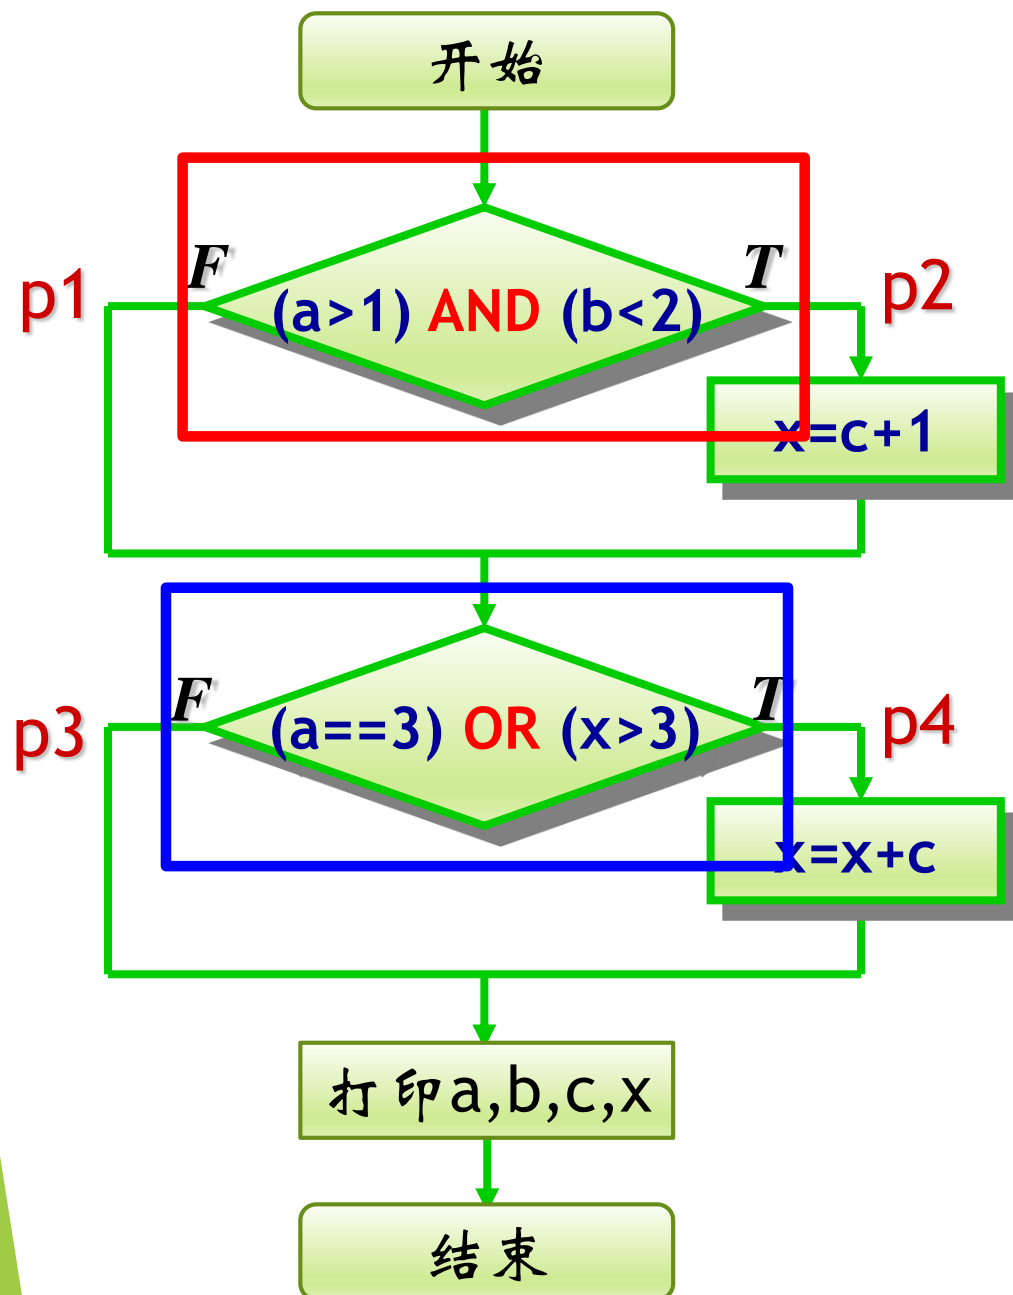 开始
F
T
p1
p2
(a>1) AND (b<2)
x=c+1
F
T
p3
p4
(a==3) OR (x>3)
x=x+c
打印a,b,c,x
结束